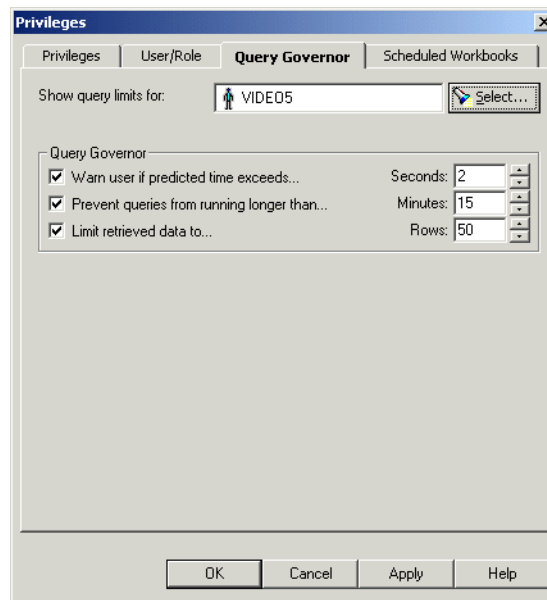 Privileges
Privileges User/Role Query Governor Scheduled Workbooks
Show query limits for: VIDEO5 Select...
Query Governor
Warn user if predicted time exceeds... Seconds: 2
Prevent queries from running longer than... Minutes: 15
Limit retrieved data to... Rows: 50
OK Cancel Apply Help